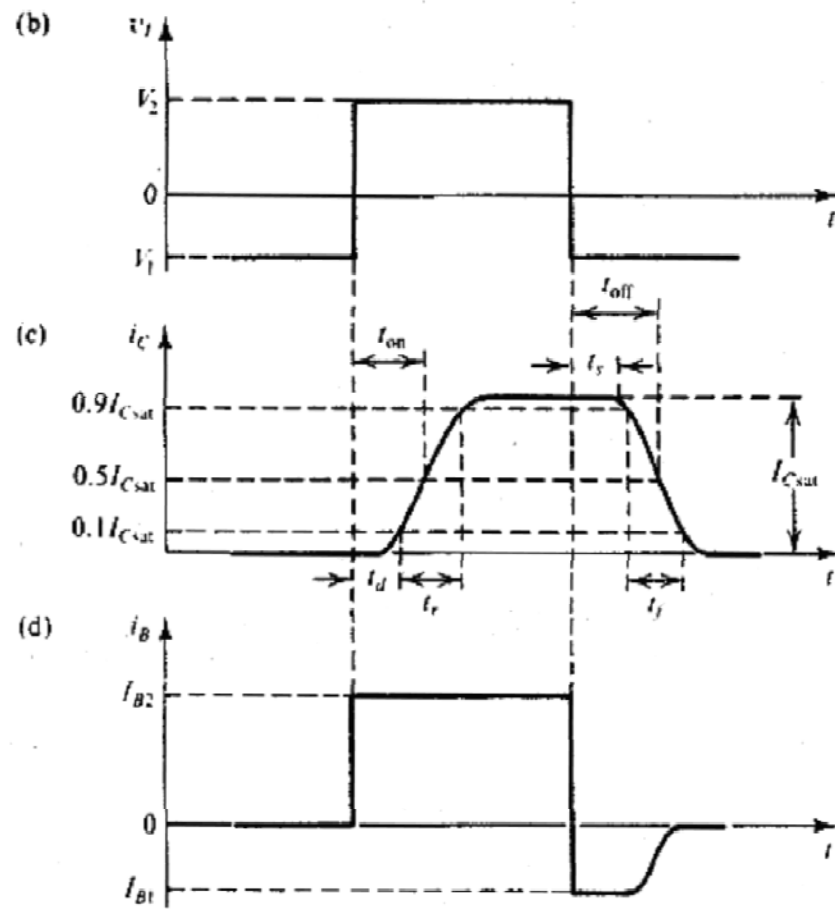 (b)
v_I
V_2
0
t
V_1
t_off
(c)
i_C
t_on
t_s
0.9I_Csat
0.5I_Csat
I_Csat
0.1I_Csat
t
t_d
t_r
t_f
(d)
i_B
I_B2
0
t
I_B1